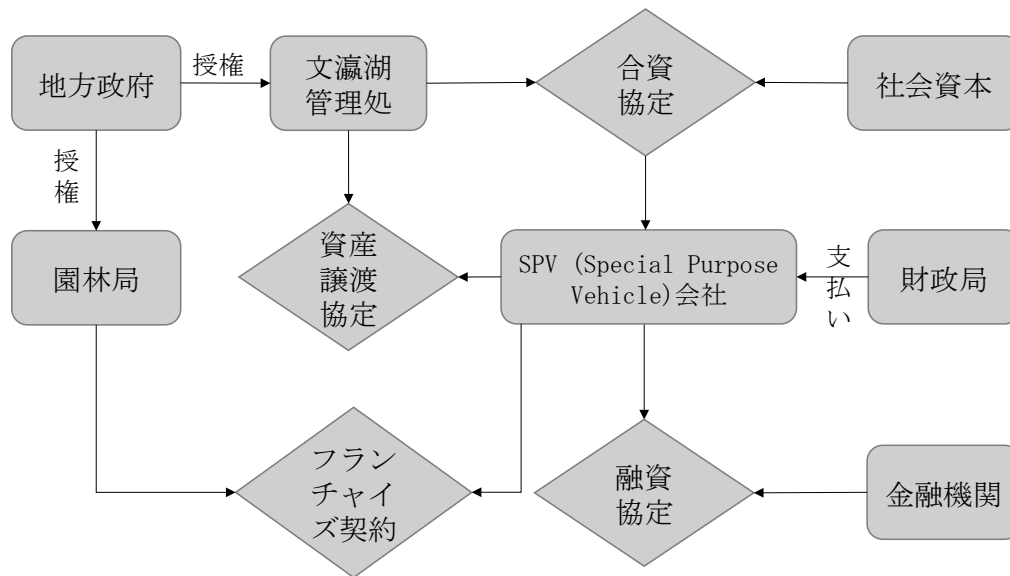 地方政府
授権
文瀛湖
管理処
合資
協定
社会資本
授
権
園林局
資産
譲渡
協定
SPV (Special Purpose
Vehicle)会社
支
払
い
財政局
フラン
チャイ
ズ契約
融資
協定
金融機関